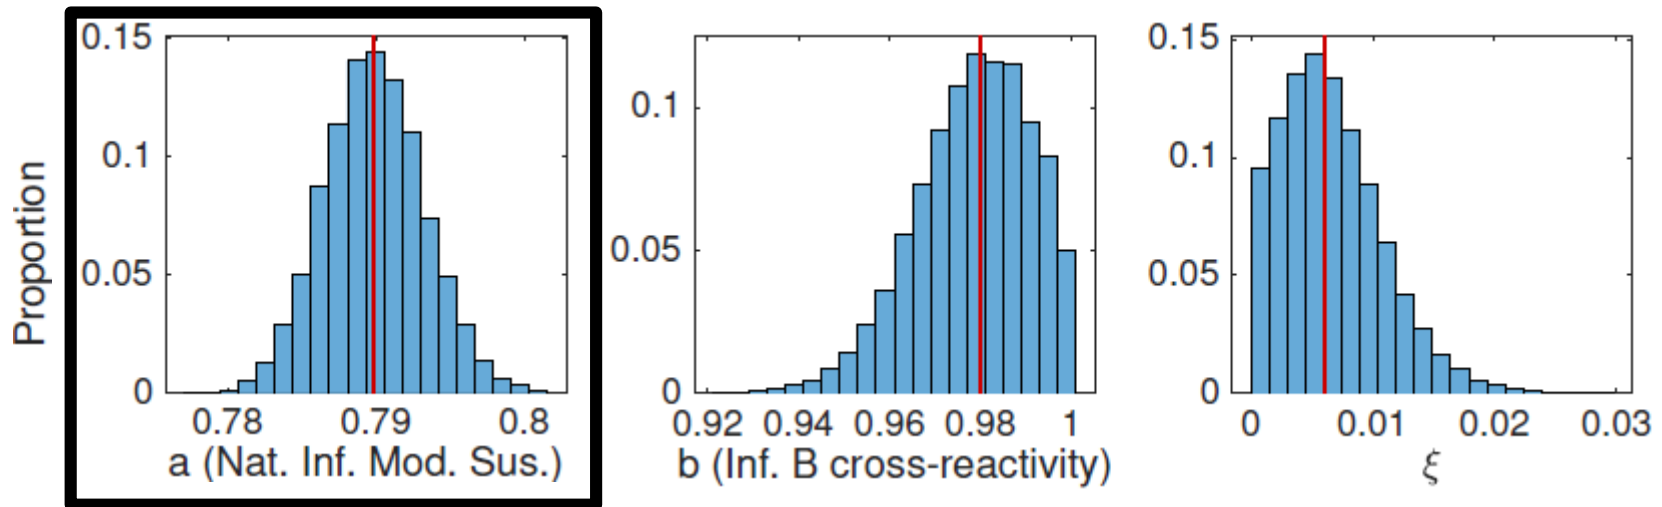 Proportion
0.15
0.1
0.05
0
0.78 0.79 0.8
a (Nat. Inf. Mod. Sus.)
0.1
0.05
0
0.92 0.94 0.96 0.98 1
b (Inf. B cross-reactivity)
0.15
0.1
0.05
0
0 0.01 0.02 0.03
ξ